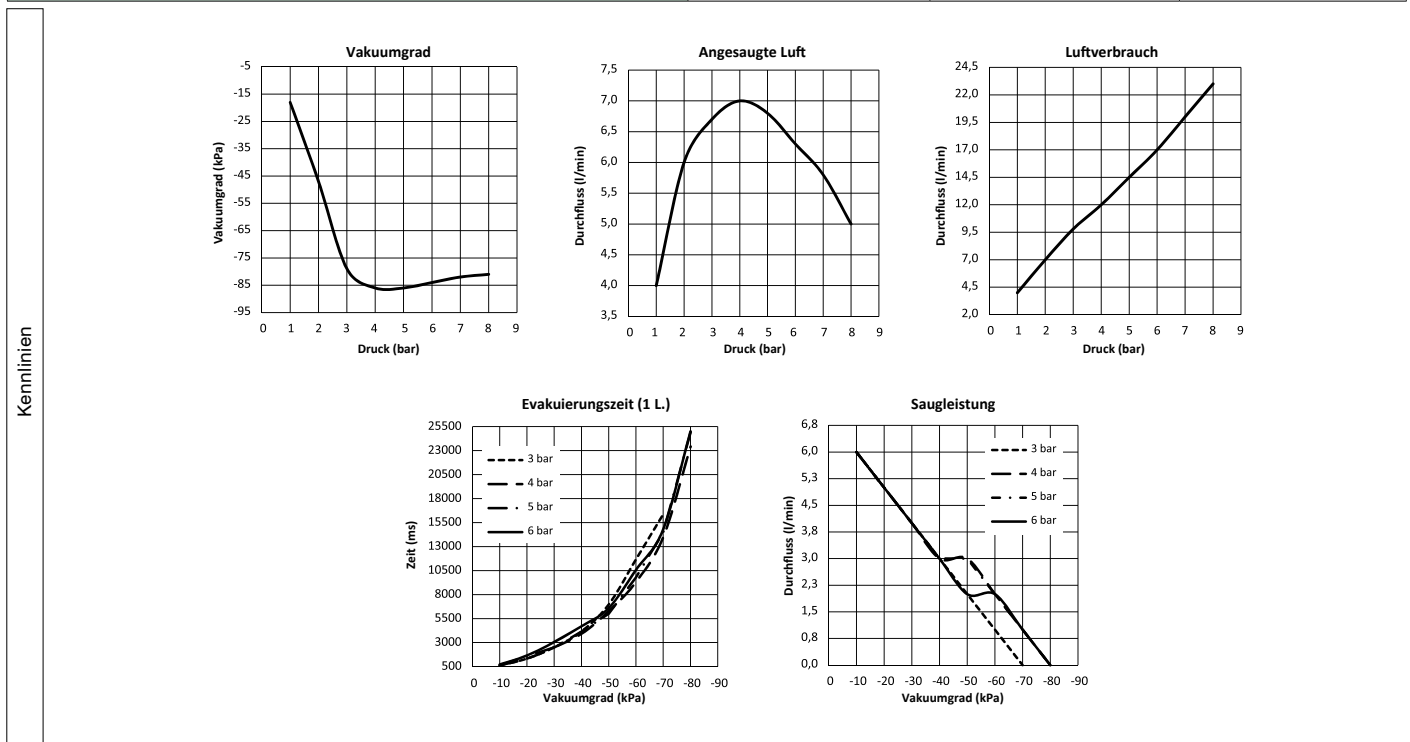 Kennlinien
Vakuumgrad
-5
-15
-25
-35
-45
-55
-65
-75
-85
-95
Vakuumgrad (kPa)
0 1 2 3 4 5 6 7 8 9
Druck (bar)
Angesaugte Luft
7,5
7,0
6,5
6,0
5,5
5,0
4,5
4,0
3,5
Durchfluss (l/min)
0 1 2 3 4 5 6 7 8 9
Druck (bar)
Luftverbrauch
24,5
22,0
19,5
17,0
14,5
12,0
9,5
7,0
4,5
2,0
Durchfluss (l/min)
0 1 2 3 4 5 6 7 8 9
Druck (bar)
Evakuierungszeit (1 L.)
25500
23000
20500
18000
15500
13000
10500
8000
5500
3000
500
Zeit (ms)
3 bar
4 bar
5 bar
6 bar
0 -10 -20 -30 -40 -50 -60 -70 -80 -90
Vakuumgrad (kPa)
Saugleistung
6,8
6,0
5,3
4,5
3,8
3,0
2,3
1,5
0,8
0,0
Durchfluss (l/min)
3 bar
4 bar
5 bar
6 bar
0 -10 -20 -30 -40 -50 -60 -70 -80 -90
Vakuumgrad (kPa)